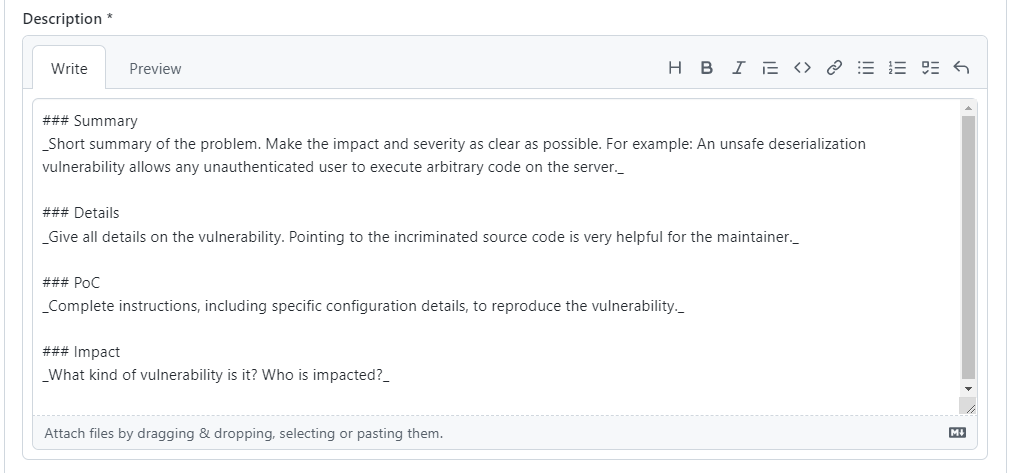 Description *
Write
Preview
### Summary
_Short summary of the problem. Make the impact and severity as clear as possible. For example: An unsafe deserialization
vulnerability allows any unauthenticated user to execute arbitrary code on the server._
### Details
_Give all details on the vulnerability. Pointing to the incriminated source code is very helpful for the maintainer._
### PoC
_Complete instructions, including specific configuration details, to reproduce the vulnerability._
### Impact
_What kind of vulnerability is it? Who is impacted?_
Attach files by dragging & dropping, selecting or pasting them.